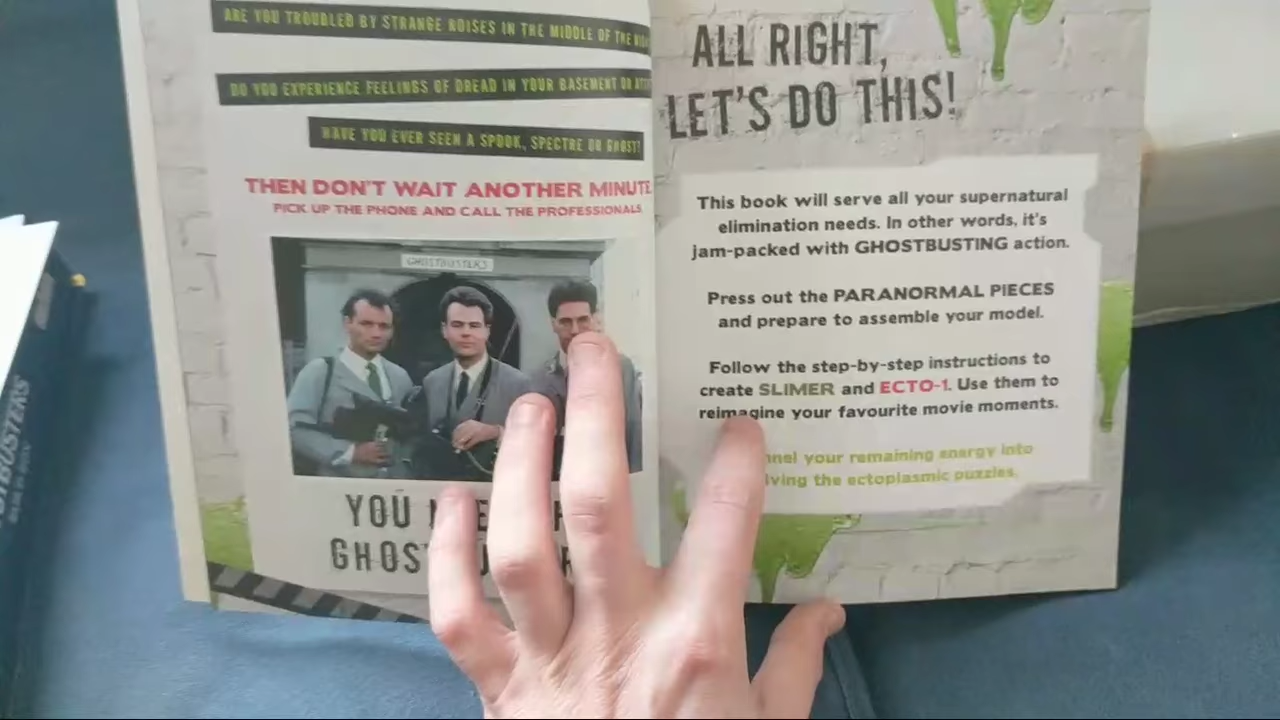 ARE YOU TROUBLED BY STRANGE NOISES IN THE MIDDLE OF THE
DO YOU EXPERIENCE FEELINGS OF DREAD IN YOUR BASEMENT OR
HAVE YOU EVER SEEN A SPOOK, SPECTRE OR GHOST?
THEN DON'T WAIT ANOTHER MINUTE
PICK UP THE PHONE AND CALL THE PROFESSIONALS
GHOSTBUSTERS
YOU
ALL RIGHT,
LET'S DO THIS!
This book will serve all your supernatural
elimination needs. In other words, it's
jam-packed with GHOSTBUSTING action.
Press out the PARANORMAL PIECES
and prepare to assemble your model.
Follow the step-by-step instructions to
create SLIMER and ECTO-1. Use them to
reimagine your favourite movie moments.
your remaining energy into
the ectoplasmic puzzles.